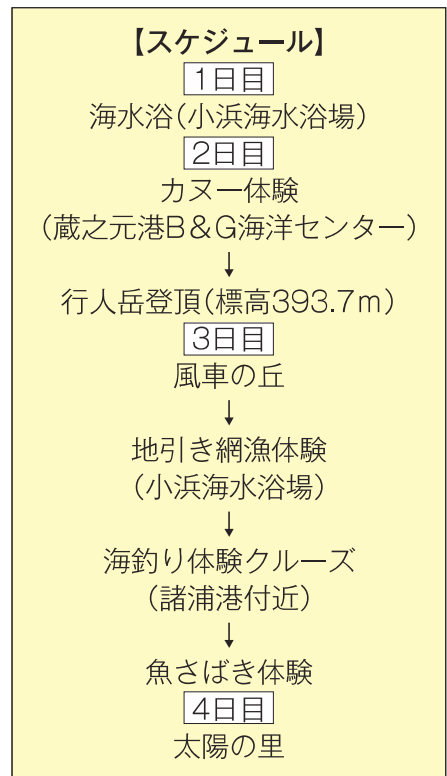 【スケジュール】
1日目
海水浴(小浜海水浴場)
2日目
カヌー体験
(蔵之元港B&G海洋センター)
↓
行人岳登頂(標高393.7m)
3日目
風車の丘
↓
地引き網漁体験
(小浜海水浴場)
↓
海釣り体験クルーズ
(諸浦港付近)
↓
魚さばき体験
4日目
太陽の里